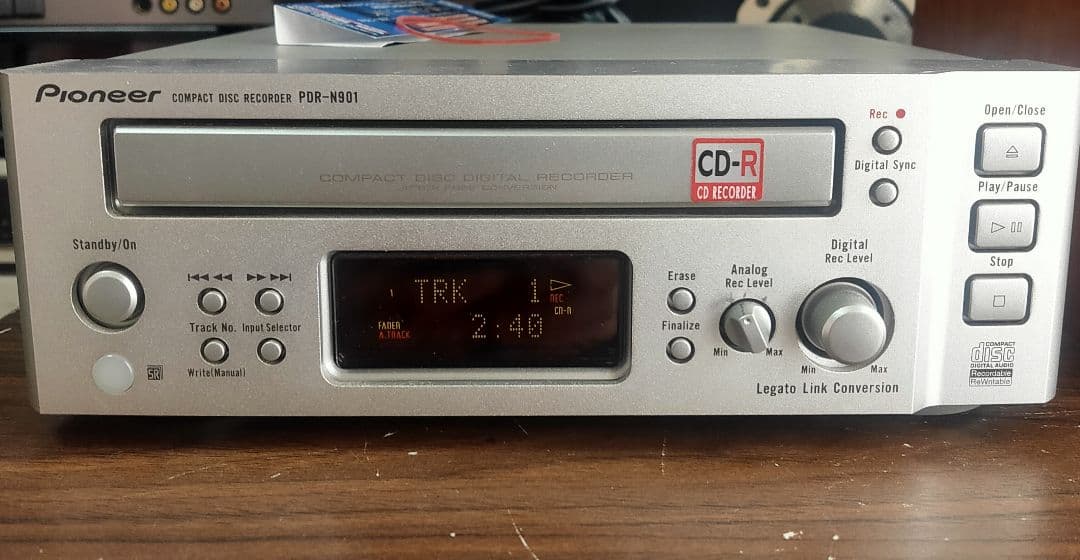 Pioneer COMPACT DISC RECORDER PDR-N901
COMPACT DISC DIGITAL RECORDER
CD-R
CD RECORDER
Rec
Digital Sync
Open/Close
Play/Pause
Stop
Standby/On
Track No. Input Selector
Write(Manual)
SR
TRK 1
REC
CD-R
FADER
A.TRACK
2:40
Erase
Finalize
Analog
Rec Level
Min Max
Digital
Rec Level
Min Max
Legato Link Conversion
COMPACT
disc
DIGITAL AUDIO
Recordable
ReWritable